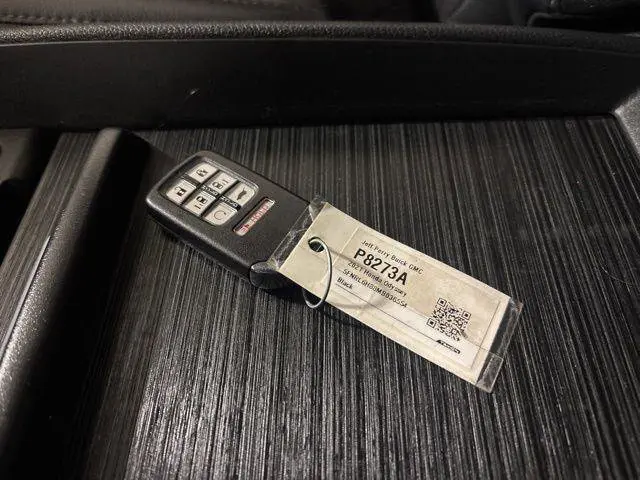 Jeff Perry Buick GMC
P8273A
2021 Honda Odyssey
Black